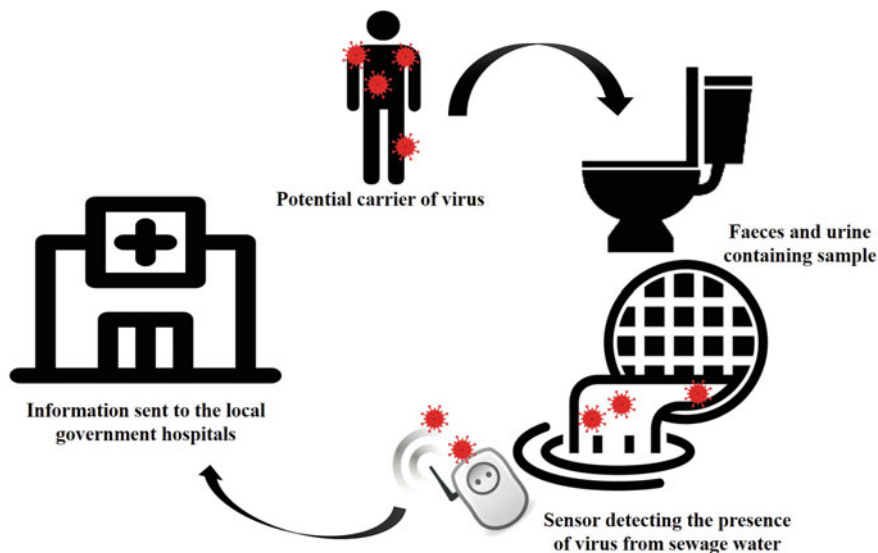 Potential carrier of virus
Faeces and urine
containing sample
Information sent to the local
government hospitals
Sensor detecting the presence
of virus from sewage water